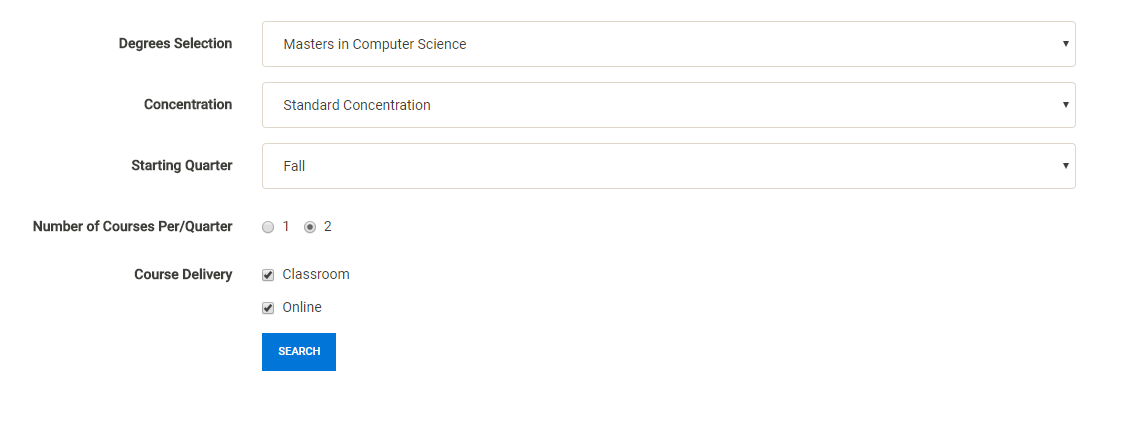 Degrees Selection Masters in Computer Science
Concentration Standard Concentration
Starting Quarter Fall
Number of Courses Per/Quarter 1 2
Course Delivery Classroom
Online
SEARCH